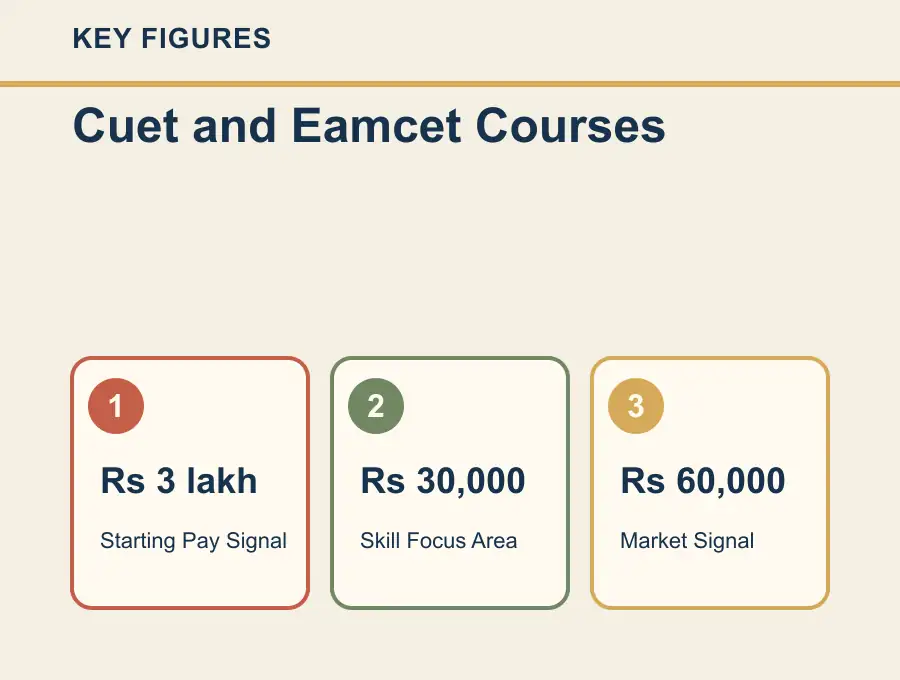 KEY FIGURES
Cuet and Eamcet Courses
1
Rs 3 lakh
Starting Pay Signal
2
Rs 30,000
Skill Focus Area
3
Rs 60,000
Market Signal